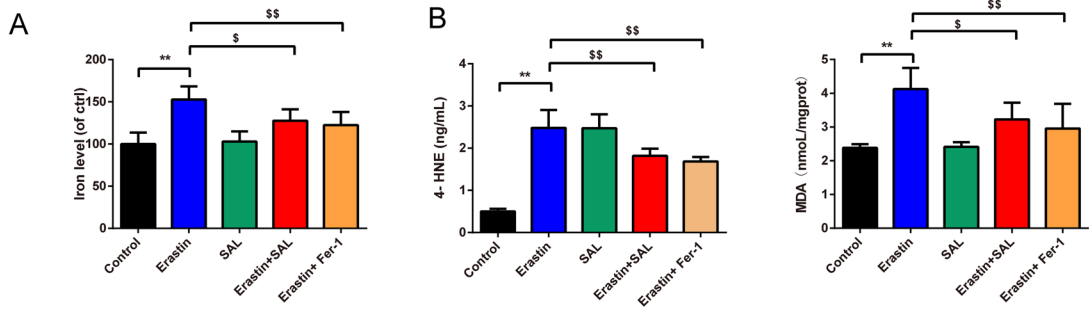 A
Iron level (of ctrl)
200
150
100
50
0
**
$
$$
Control
Erastin
SAL
Erastin+SAL
Erastin+ Fer-1
B
4- HNE (ng/mL)
4
3
2
1
0
**
$$
$$
Control
Erastin
SAL
Erastin+SAL
Erastin+ Fer-1
MDA（nmoL/mgprot)
5
4
3
2
1
0
**
$
$$
Control
Erastin
SAL
Erastin+SAL
Erastin+ Fer-1